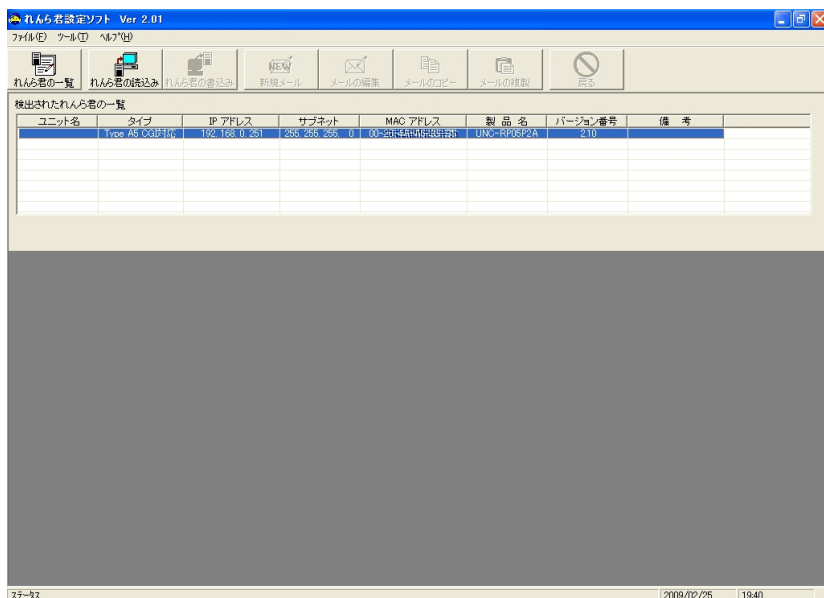 れんら君設定ソフト Ver 2.01
ファイル(F) ツール(T) ヘルプ(H)
れんら君の一覧 れんら君の読込み れんら君の書込み 新規メール メールの編集 メールのコピー メールの複製 戻る
検出されたれんら君の一覧
ユニット名 タイプ IP アドレス サブネット MAC アドレス 製 品 名 バージョン番号 備 考
Type A5 CGI対応 192. 168. 0. 251 255. 255. 255. 0 00- UNC-RP05P2A 2.10
ステータス 2009/02/25 19:40